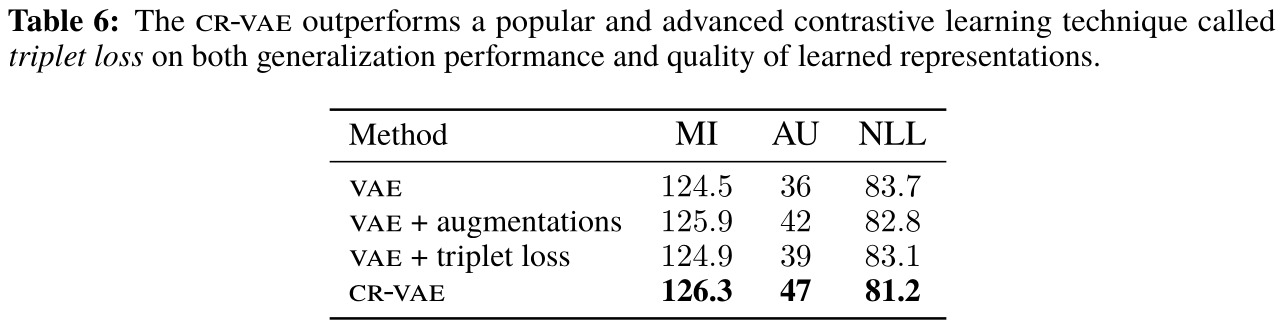 Table 6: The CR-VAE outperforms a popular and advanced contrastive learning technique called
triplet loss on both generalization performance and quality of learned representations.
Method MI AU NLL
VAE 124.5 36 83.7
VAE + augmentations 125.9 42 82.8
VAE + triplet loss 124.9 39 83.1
CR-VAE 126.3 47 81.2